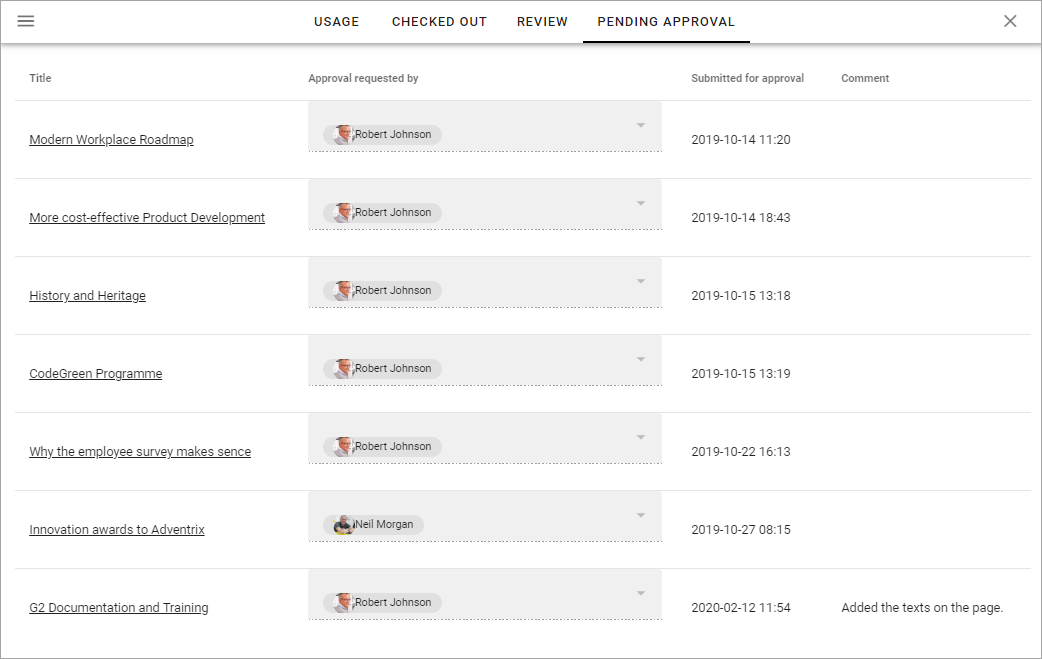 USAGE CHECKED OUT REVIEW PENDING APPROVAL
Title Approval requested by Submitted for approval Comment
Modern Workplace Roadmap Robert Johnson 2019-10-14 11:20
More cost-effective Product Development Robert Johnson 2019-10-14 18:43
History and Heritage Robert Johnson 2019-10-15 13:18
CodeGreen Programme Robert Johnson 2019-10-15 13:19
Why the employee survey makes sence Robert Johnson 2019-10-22 16:13
Innovation awards to Adventrix Neil Morgan 2019-10-27 08:15
G2 Documentation and Training Robert Johnson 2020-02-12 11:54 Added the texts on the page.